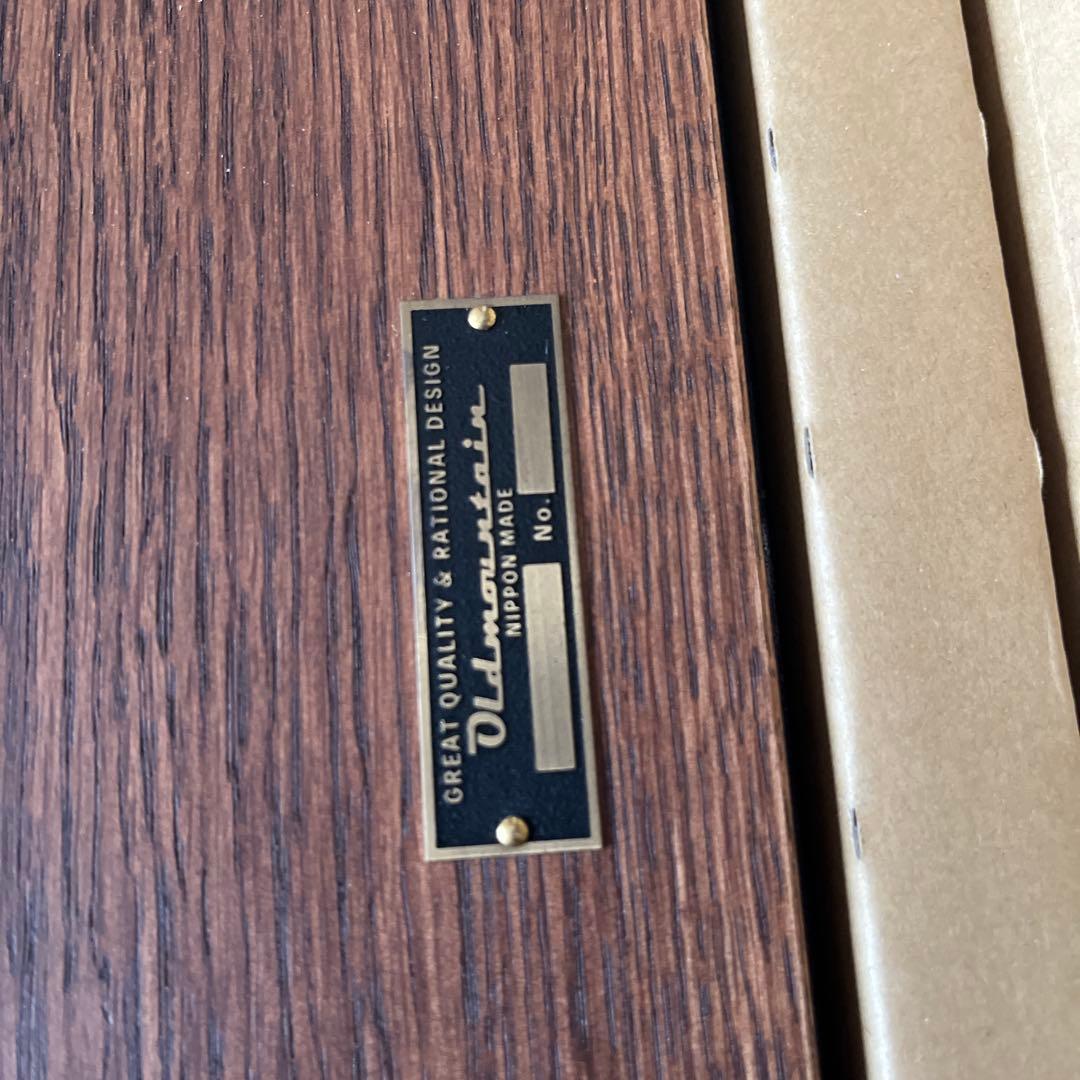 GREAT QUALITY & RATIONAL DESIGN
Oldmountain
NIPPON MADE
No.